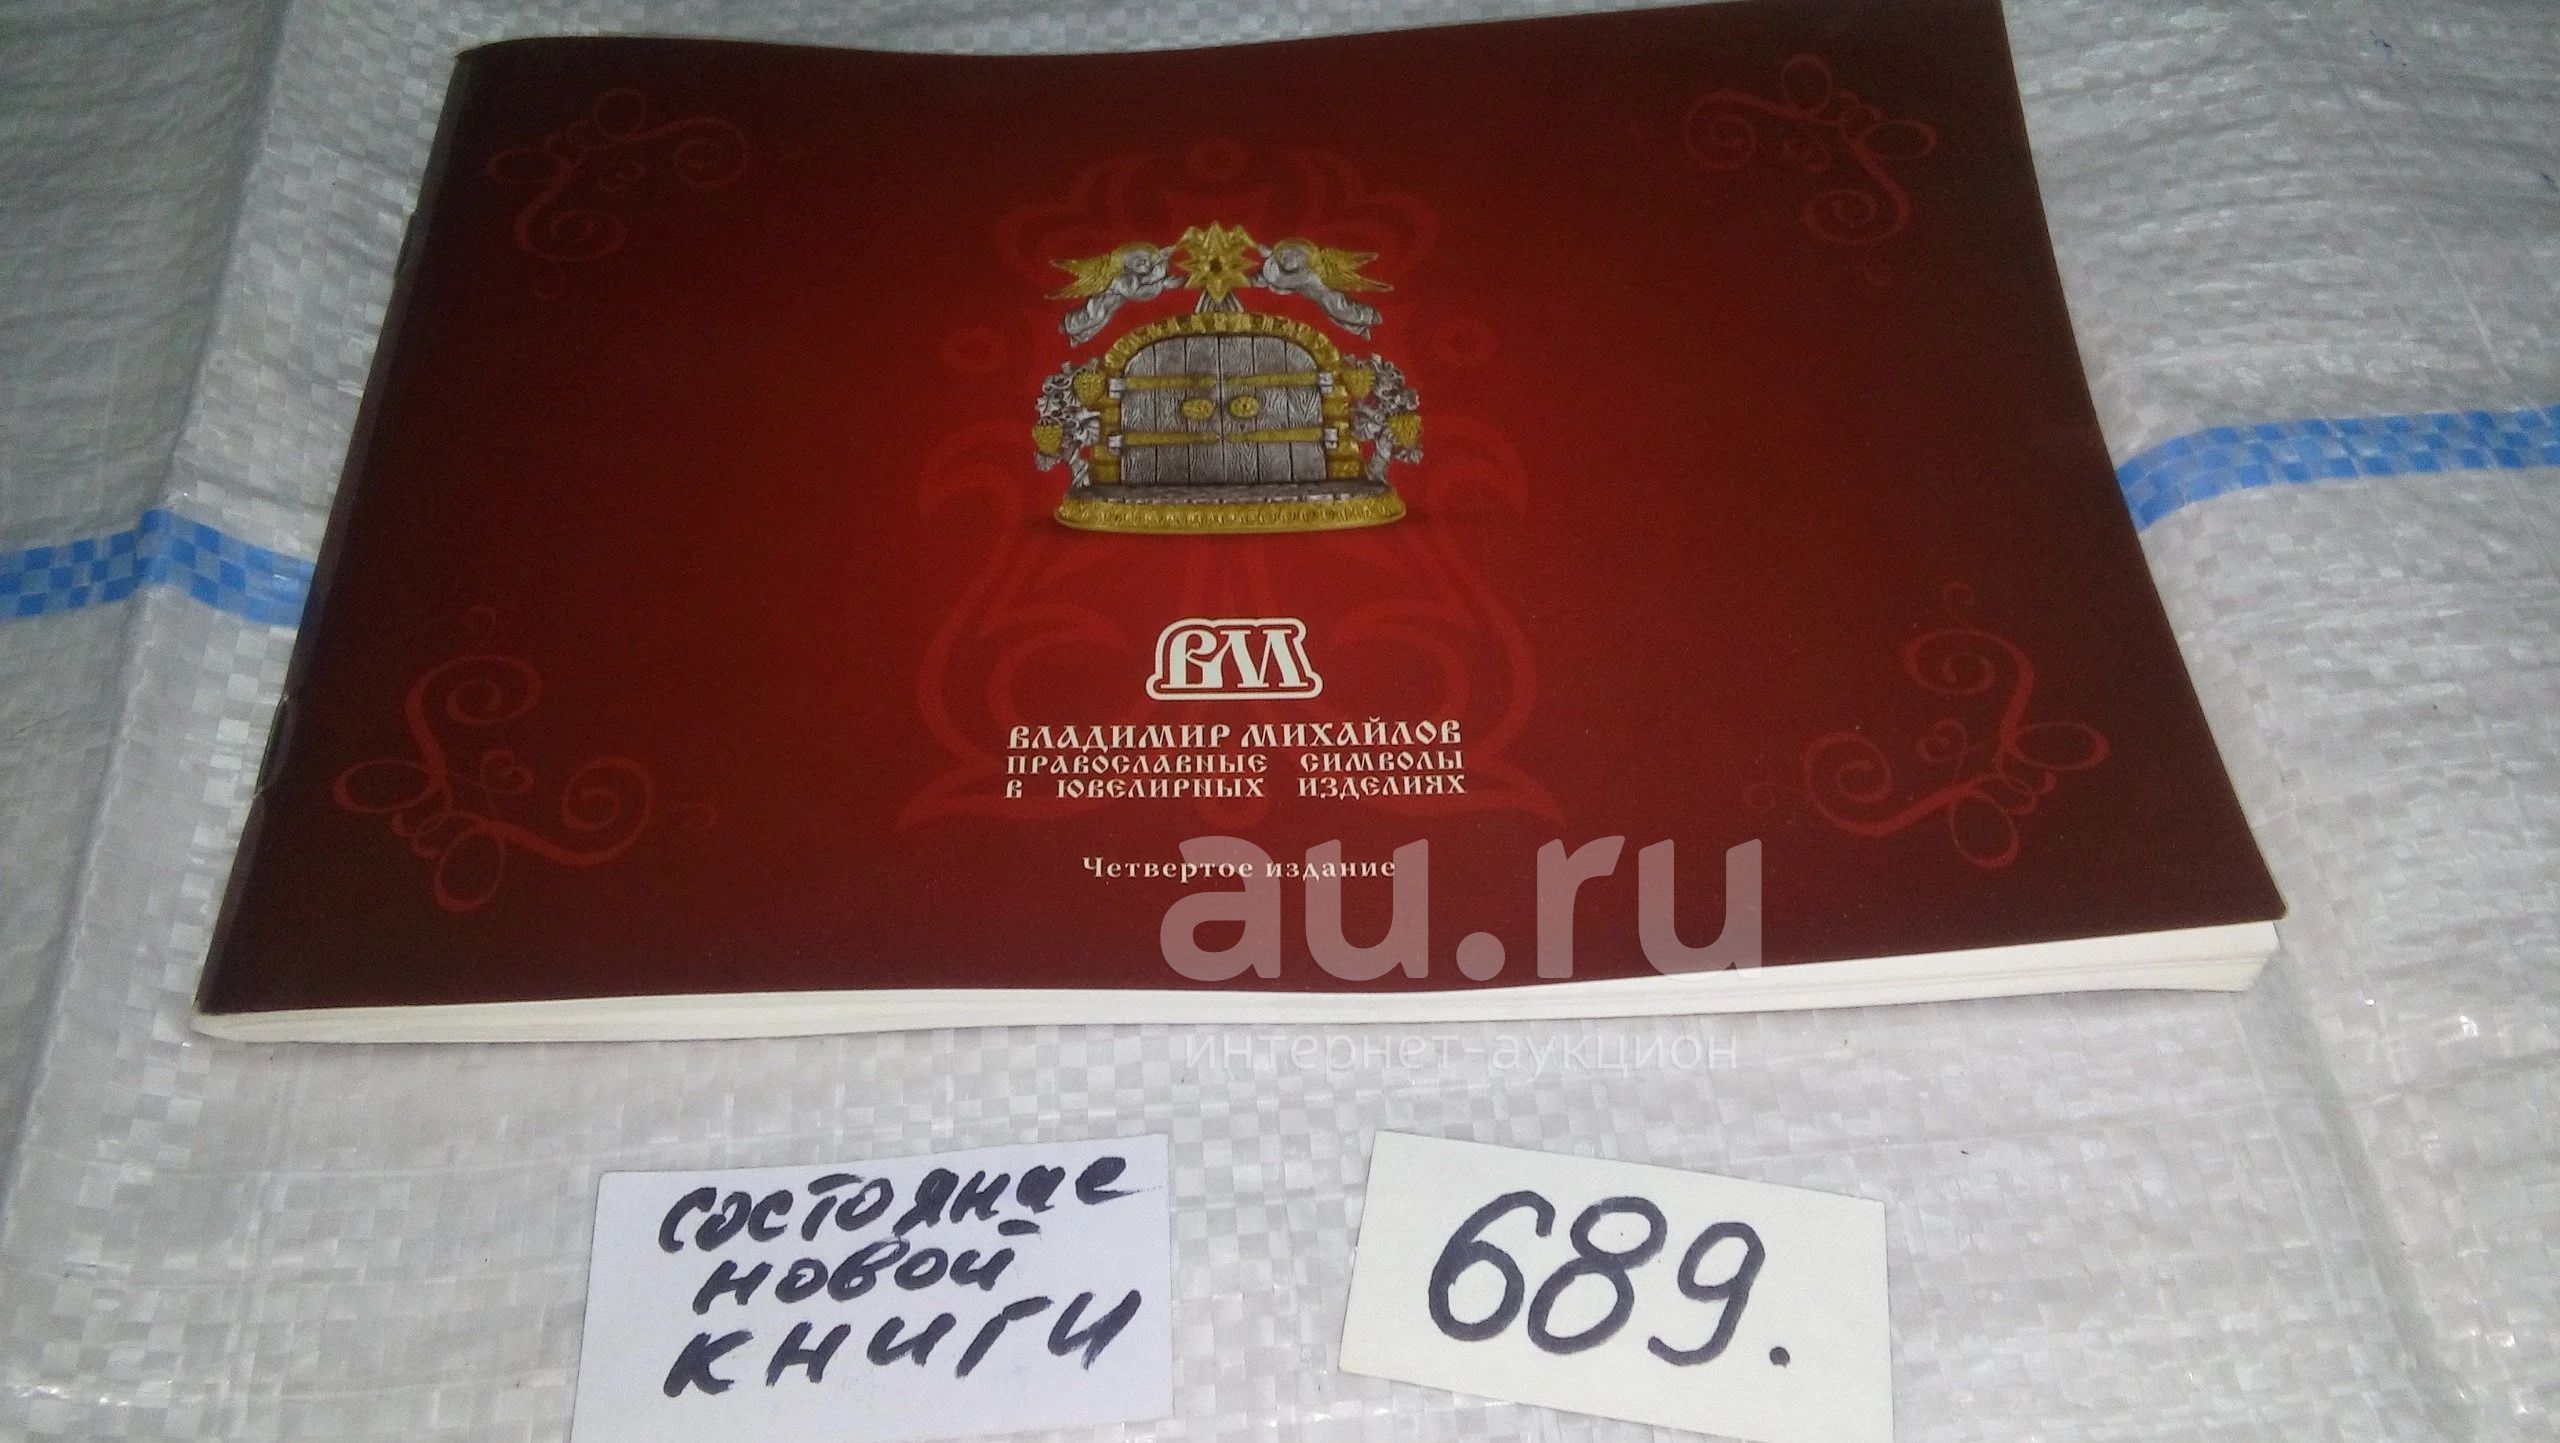 ВМ
ВЛАДИМИР МИХАЙЛОВ
ПРАВОСЛАВНЫЕ СИМВОЛЫ
В ЮВЕЛИРНЫХ ИЗДЕЛИЯХ
Четвертое издание
au.ru
интернет-аукцион
состояние
новой
книги
689.